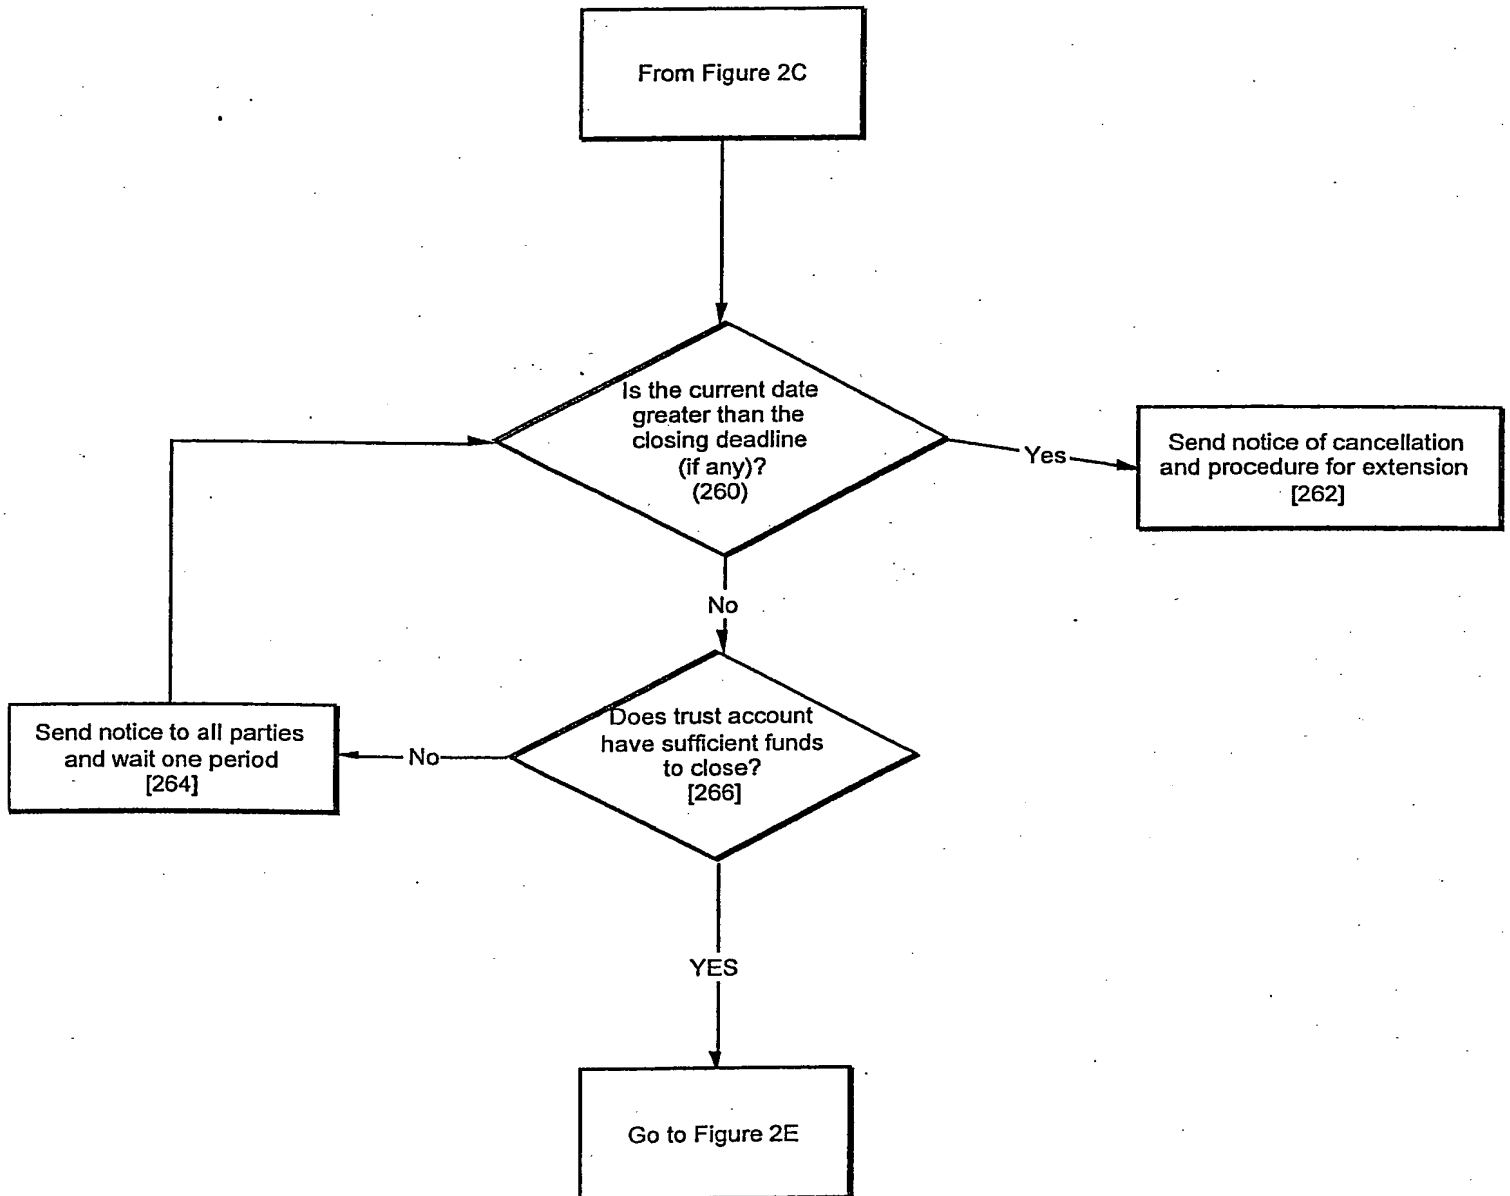 From Figure 2C
Is the current date
greater than the
closing deadline
(if any)?
(260)
Yes
Send notice of cancellation
and procedure for extension
[262]
No
Does trust account
have sufficient funds
to close?
[266]
No
Send notice to all parties
and wait one period
[264]
YES
Go to Figure 2E